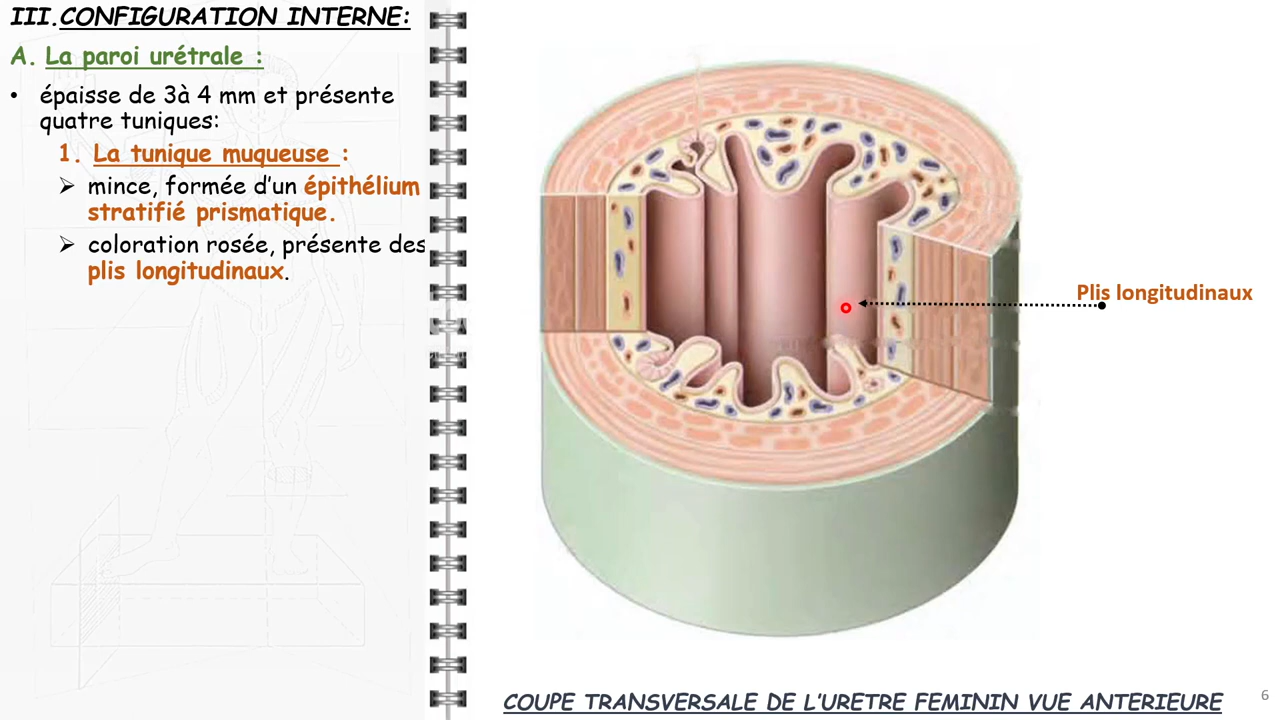 III.CONFIGURATION INTERNE:
A. La paroi urétrale :
• épaisse de 3à 4 mm et présente
quatre tuniques:
1. La tunique muqueuse :
➢ mince, formée d’un épithélium
stratifié prismatique.
➢ coloration rosée, présente des
plis longitudinaux.
Plis longitudinaux
COUPE TRANSVERSALE DE L’URETRE FEMININ VUE ANTERIEURE
6